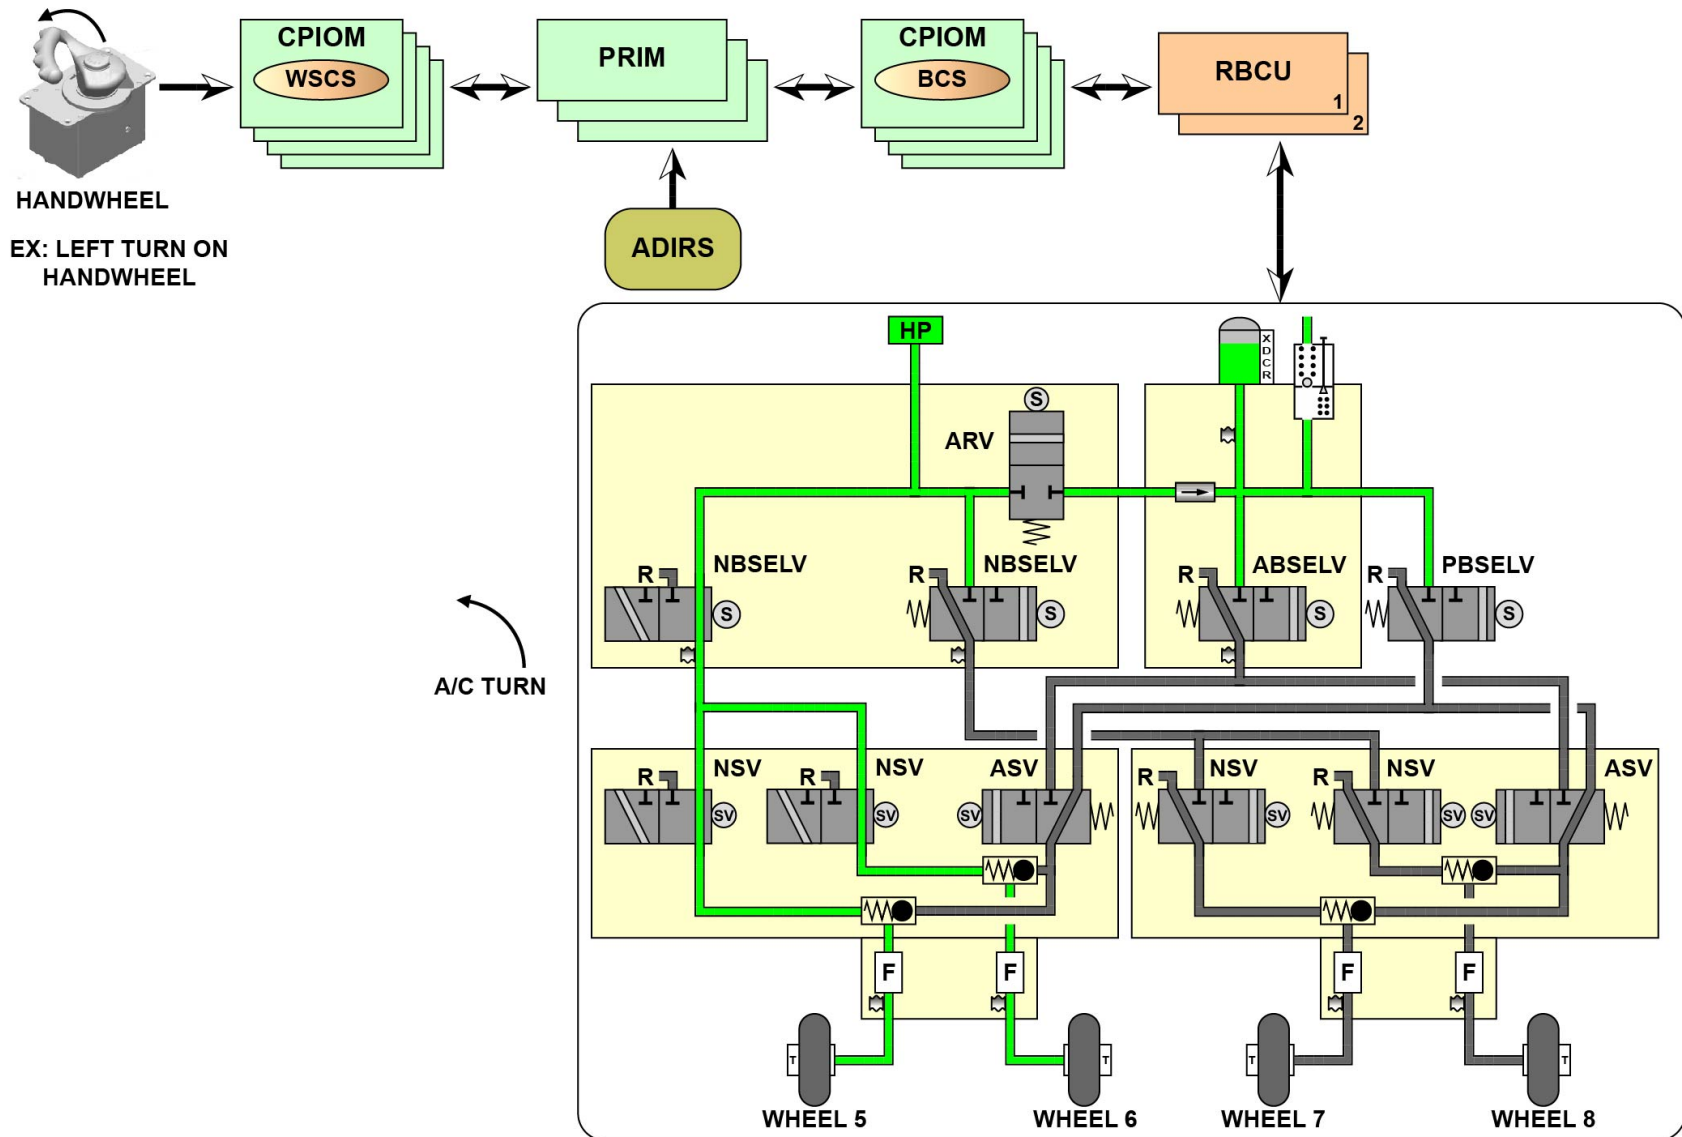 CPIOM
WSCS
PRIM
CPIOM
BCS
RBCU
1
2
HANDWHEEL
EX: LEFT TURN ON
HANDWHEEL
ADIRS
HP
X
D
C
R
S
ARV
NBSELV
NBSELV
ABSELV
PBSELV
R
R
R
R
S
S
S
S
A/C TURN
NSV
NSV
ASV
NSV
NSV
ASV
R
R
R
R
SV
SV
SV
SV
SV
SV
F
F
F
F
T
T
T
T
WHEEL 5
WHEEL 6
WHEEL 7
WHEEL 8